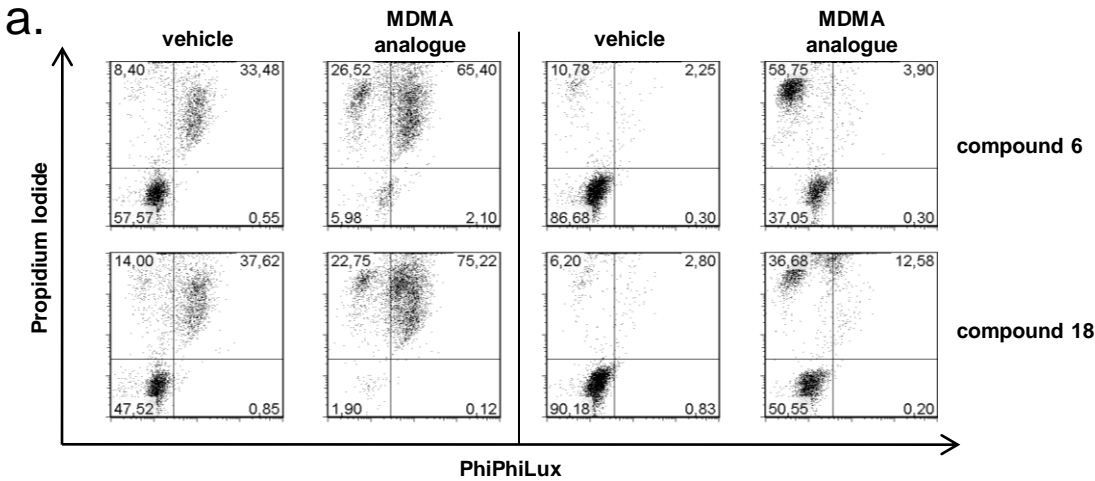 a.
vehicle
MDMA
analogue
vehicle
MDMA
analogue
8,40 33,48
57,57 0,55
26,52 65,40
5,98 2,10
10,78 2,25
86,68 0,30
58,75 3,90
37,05 0,30
compound 6
14,00 37,62
47,52 0,85
22,75 75,22
1,90 0,12
6,20 2,80
90,18 0,83
36,68 12,58
50,55 0,20
compound 18
Propidium Iodide
PhiPhiLux